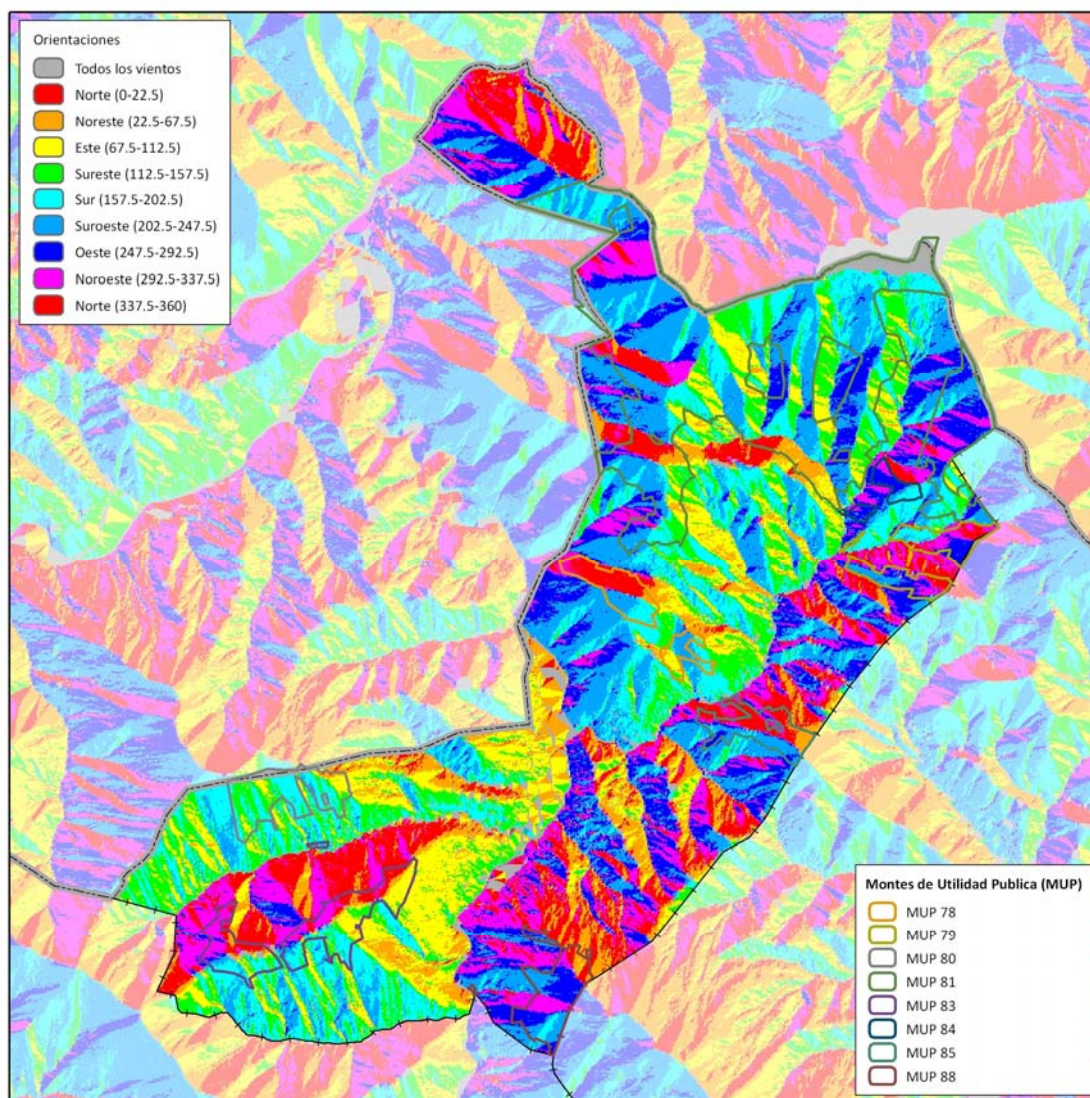 Orientaciones
Todos los vientos
Norte (0-22.5)
Noreste (22.5-67.5)
Este (67.5-112.5)
Sureste (112.5-157.5)
Sur (157.5-202.5)
Suroeste (202.5-247.5)
Oeste (247.5-292.5)
Noroeste (292.5-337.5)
Norte (337.5-360)
Montes de Utilidad Publica (MUP)
MUP 78
MUP 79
MUP 80
MUP 81
MUP 83
MUP 84
MUP 85
MUP 88